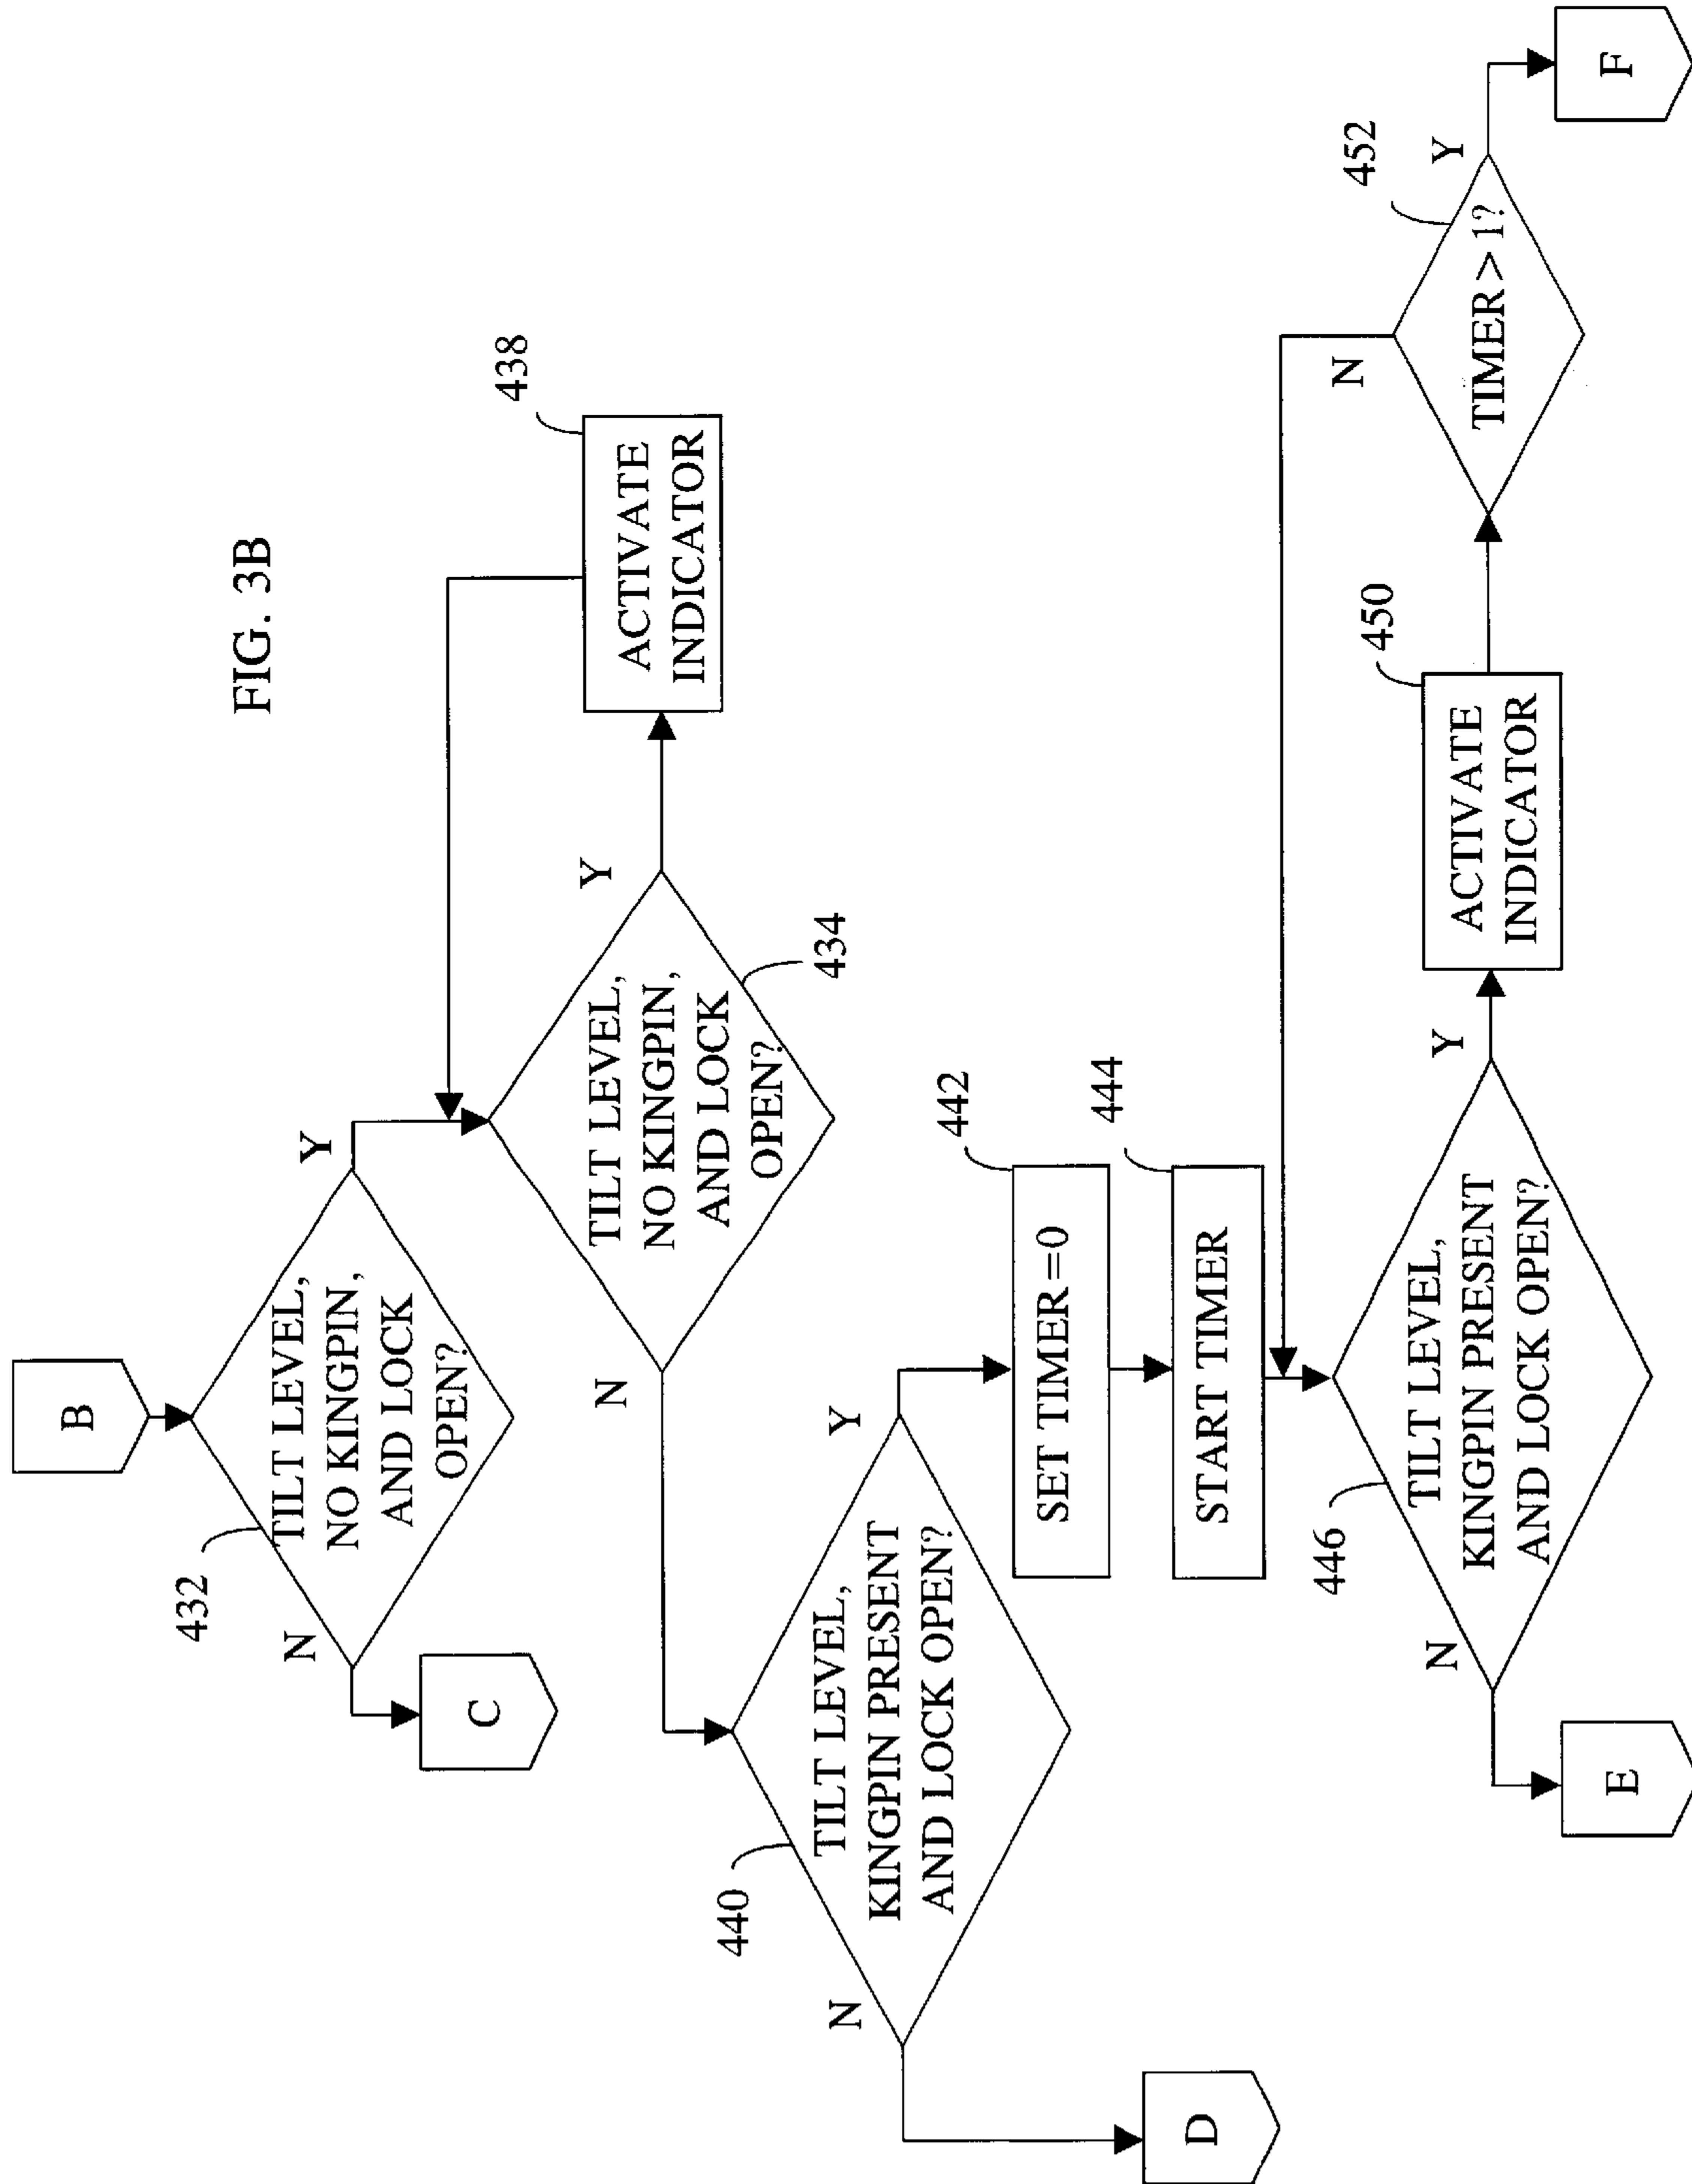 FIG. 3B
B
432
TILT LEVEL,
NO KINGPIN,
AND LOCK
OPEN?
N
Y
C
TILT LEVEL,
NO KINGPIN,
AND LOCK
OPEN?
434
N
Y
ACTIVATE
INDICATOR
438
440
TILT LEVEL,
KINGPIN PRESENT
AND LOCK OPEN?
N
Y
D
SET TIMER=0
442
START TIMER
444
446
TILT LEVEL,
KINGPIN PRESENT
AND LOCK OPEN?
N
Y
E
ACTIVATE
INDICATOR
450
TIMER > 1?
452
N
Y
F